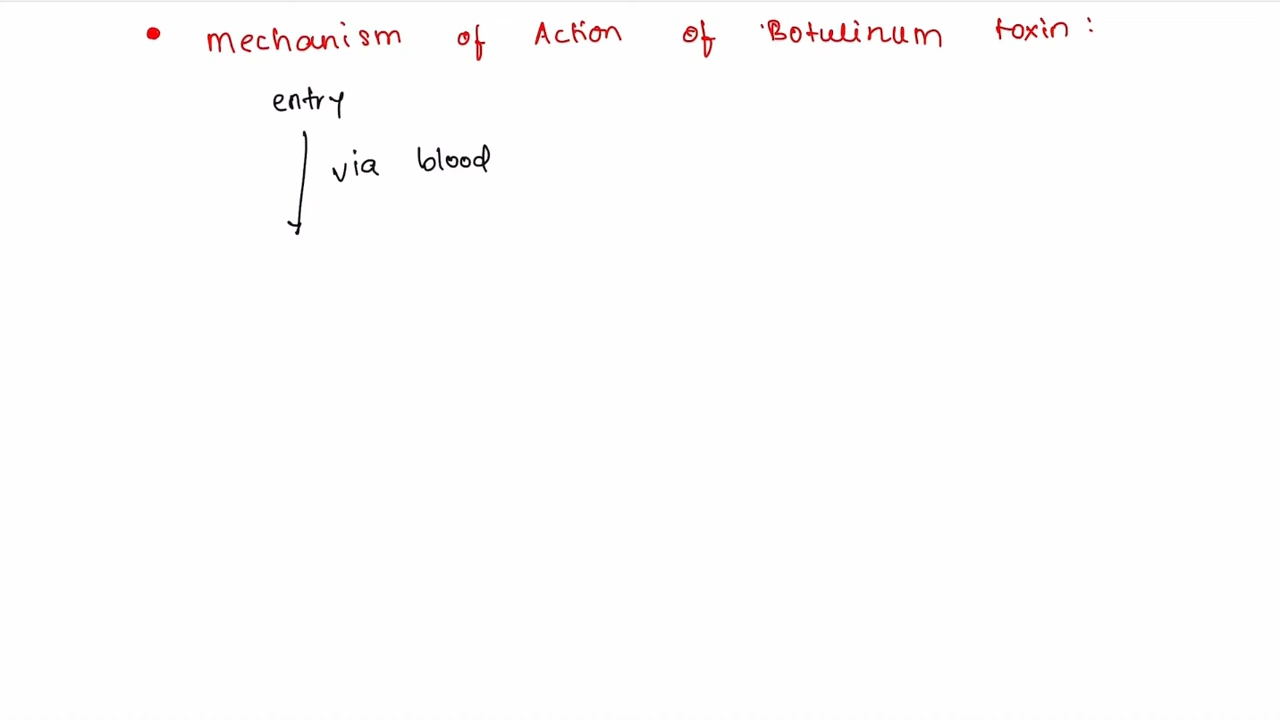 • mechanism of Action of Botulinum toxin :
entry
via blood